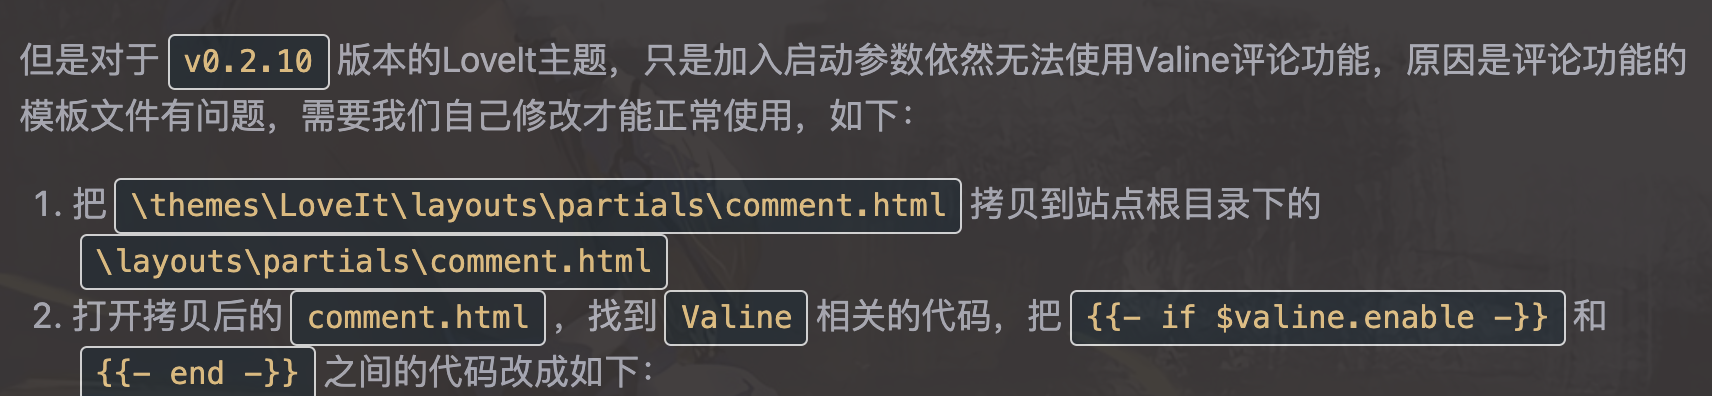 但是对于 v0.2.10 版本的LoveIt主题，只是加入启动参数依然无法使用Valine评论功能，原因是评论功能的
模板文件有问题，需要我们自己修改才能正常使用，如下：
1. 把 \themes\LoveIt\layouts\partials\comment.html 拷贝到站点根目录下的
\layouts\partials\comment.html
2. 打开拷贝后的 comment.html ，找到 Valine 相关的代码，把 {{- if $valine.enable -}} 和
{{- end -}} 之间的代码改成如下：